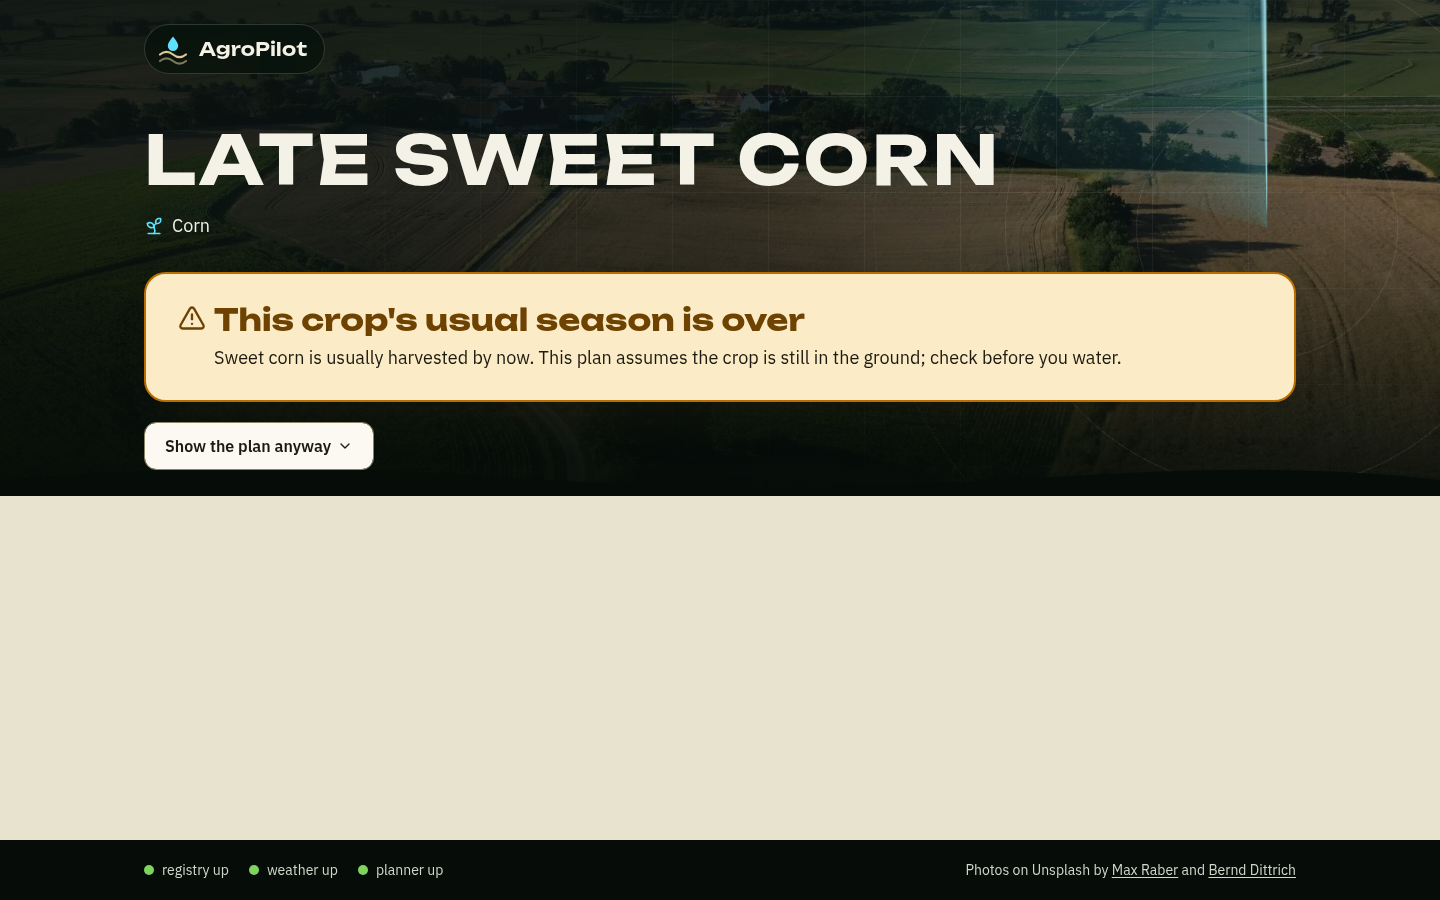 AgroPilot
LATE SWEET CORN
Corn
This crop's usual season is over
Sweet corn is usually harvested by now. This plan assumes the crop is still in the ground; check before you water.
Show the plan anyway
registry up
weather up
planner up
Photos on Unsplash by Max Raber and Bernd Dittrich